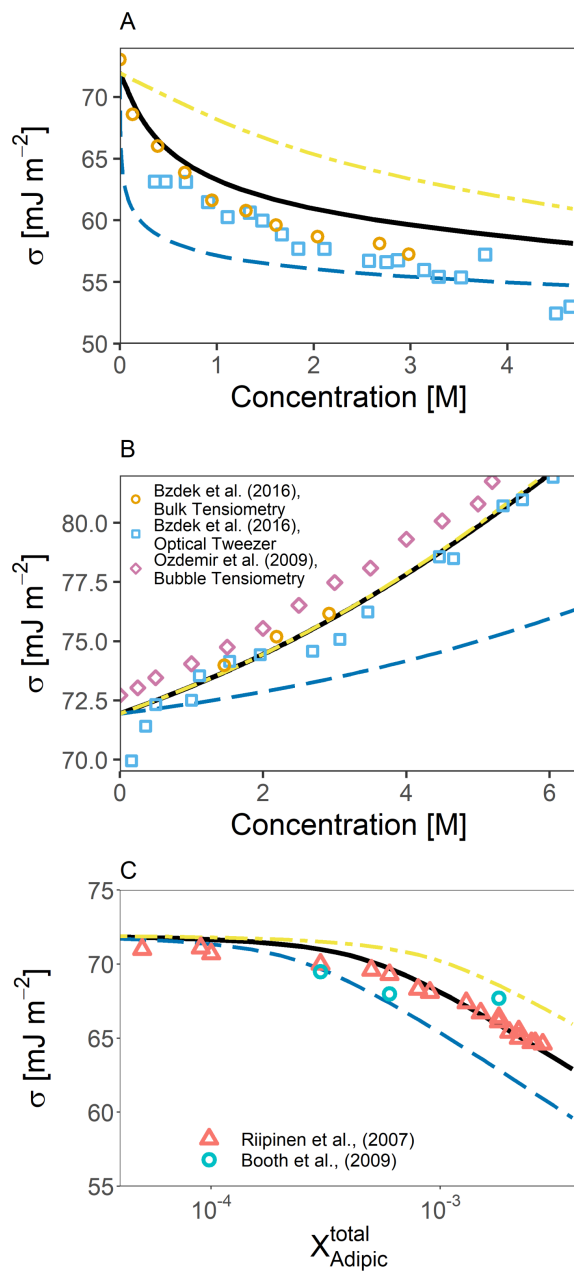 A
70
65
60
55
50
σ [mJ m⁻²]
0 1 2 3 4
Concentration [M]
B
Bzdek et al. (2016),
Bulk Tensiometry
Bzdek et al. (2016),
Optical Tweezer
Ozdemir et al. (2009),
Bubble Tensiometry
80.0
77.5
75.0
72.5
70.0
σ [mJ m⁻²]
0 2 4 6
Concentration [M]
C
75
70
65
60
55
σ [mJ m⁻²]
Riipinen et al., (2007)
Booth et al., (2009)
10⁻⁴ 10⁻³
X total Adipic